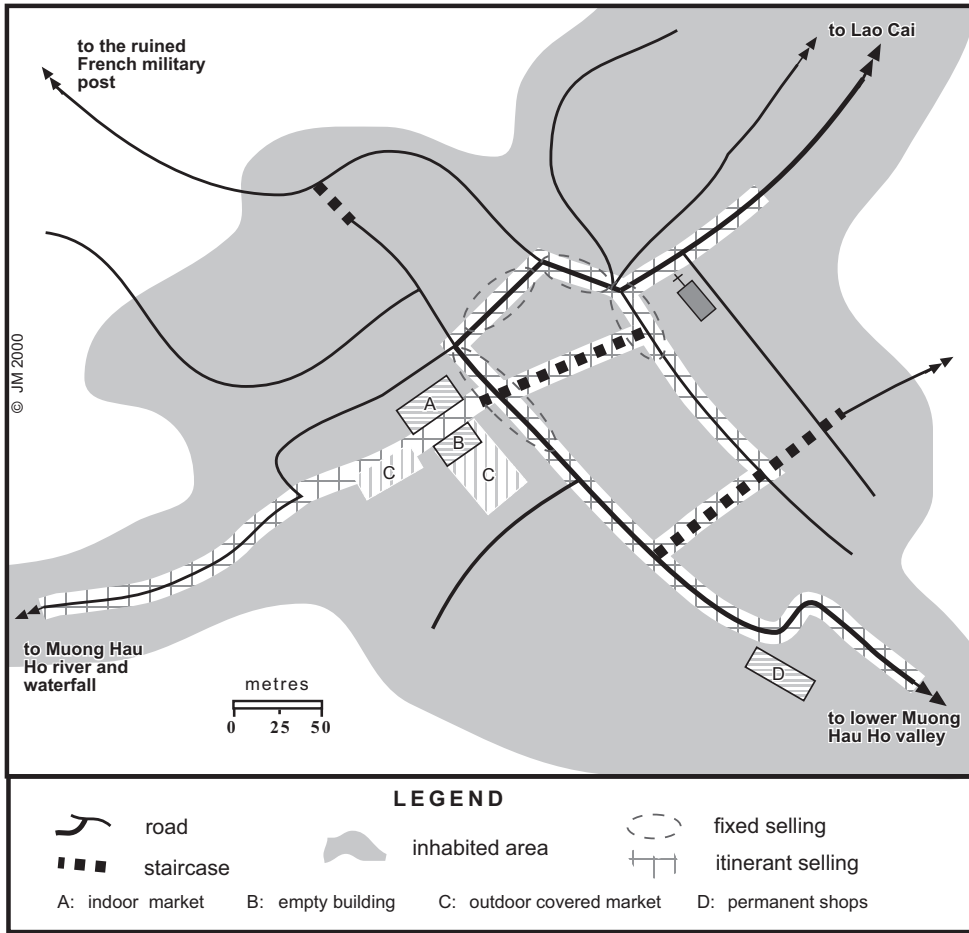 to the ruined
French military
post
to Lao Cai
© JM 2000
A
B
C
C
to Muong Hau
Ho river and
waterfall
metres
0 25 50
D
to lower Muong
Hau Ho valley
LEGEND
road
inhabited area
fixed selling
staircase
itinerant selling
A: indoor market B: empty building C: outdoor covered market D: permanent shops